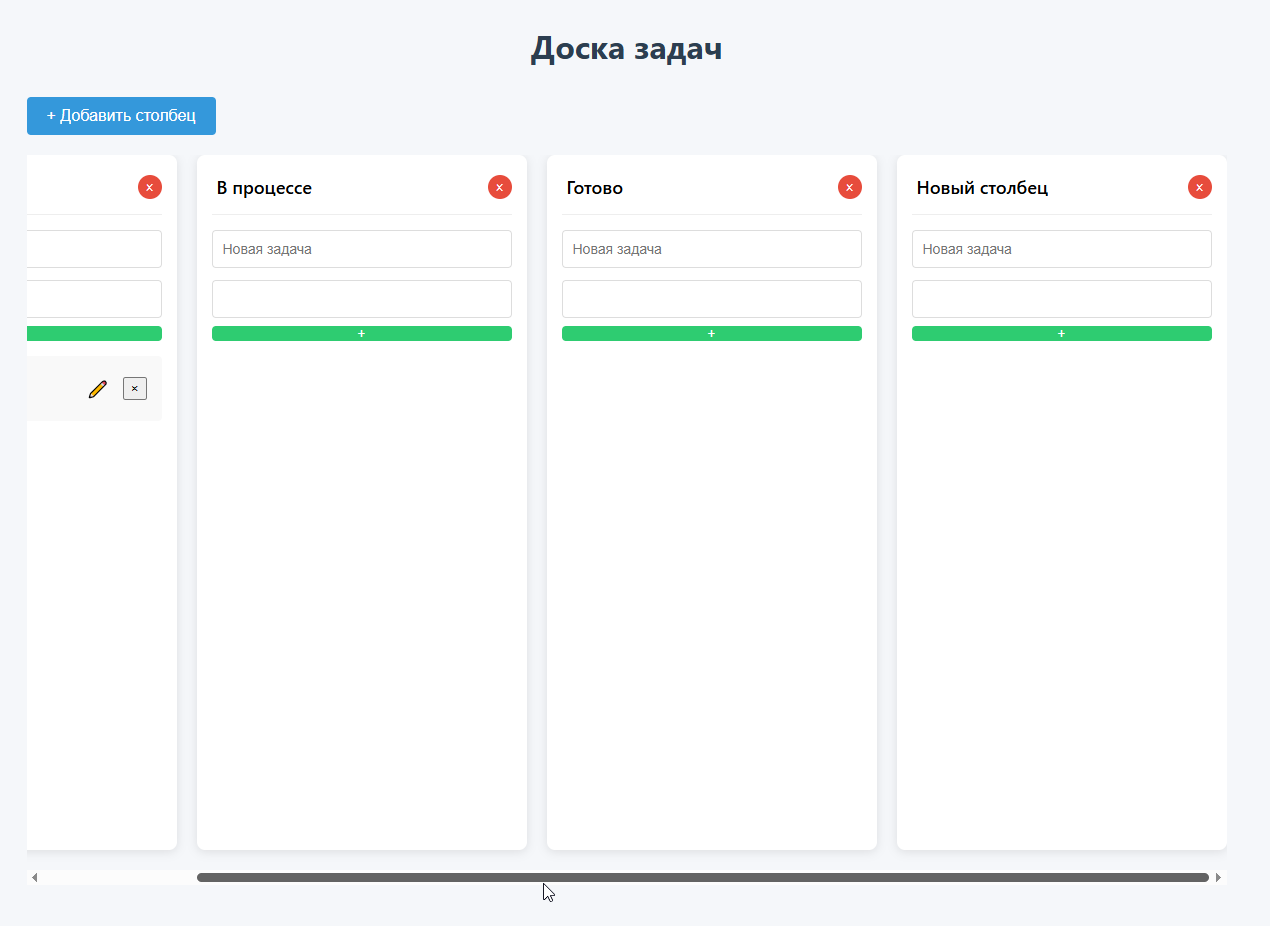 Доска задач
+ Добавить столбец
x
В процессе x
Готово x
Новый столбец x
Новая задача
Новая задача
Новая задача
+
+
+
×